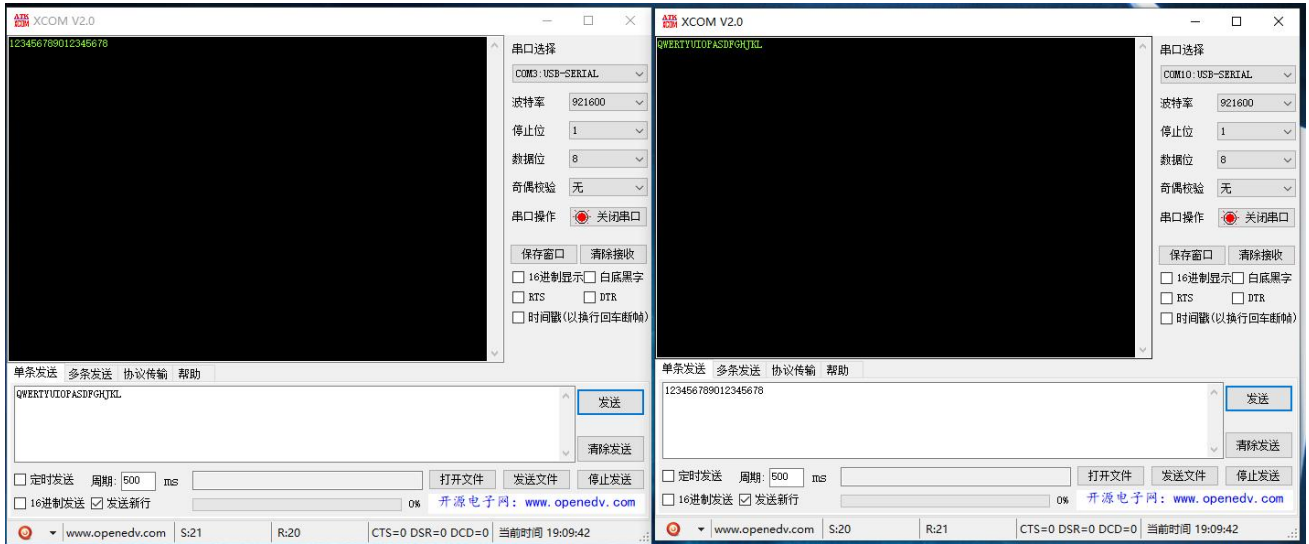 XCOM V2.0
123456789012345678
串口选择
COM3:USB-SERIAL
波特率 921600
停止位 1
数据位 8
奇偶校验 无
串口操作 关闭串口
保存窗口 清除接收
16进制显示 白底黑字
RTS DTR
时间戳(以换行回车断帧)
单条发送 多条发送 协议传输 帮助
QWERTYUIOPASDFGHJKL
发送
清除发送
定时发送 周期: 500 ms 打开文件 发送文件 停止发送
16进制发送 发送新行 0% 开源电子网: www.openedv.com
www.openedv.com S:21 R:20 CTS=0 DSR=0 DCD=0 当前时间 19:09:42
XCOM V2.0
QWERTYUIOPASDFGHJKL
串口选择
COM10:USB-SERIAL
波特率 921600
停止位 1
数据位 8
奇偶校验 无
串口操作 关闭串口
保存窗口 清除接收
16进制显示 白底黑字
RTS DTR
时间戳(以换行回车断帧)
单条发送 多条发送 协议传输 帮助
123456789012345678
发送
清除发送
定时发送 周期: 500 ms 打开文件 发送文件 停止发送
16进制发送 发送新行 0% 开源电子网: www.openedv.com
www.openedv.com S:20 R:21 CTS=0 DSR=0 DCD=0 当前时间 19:09:42